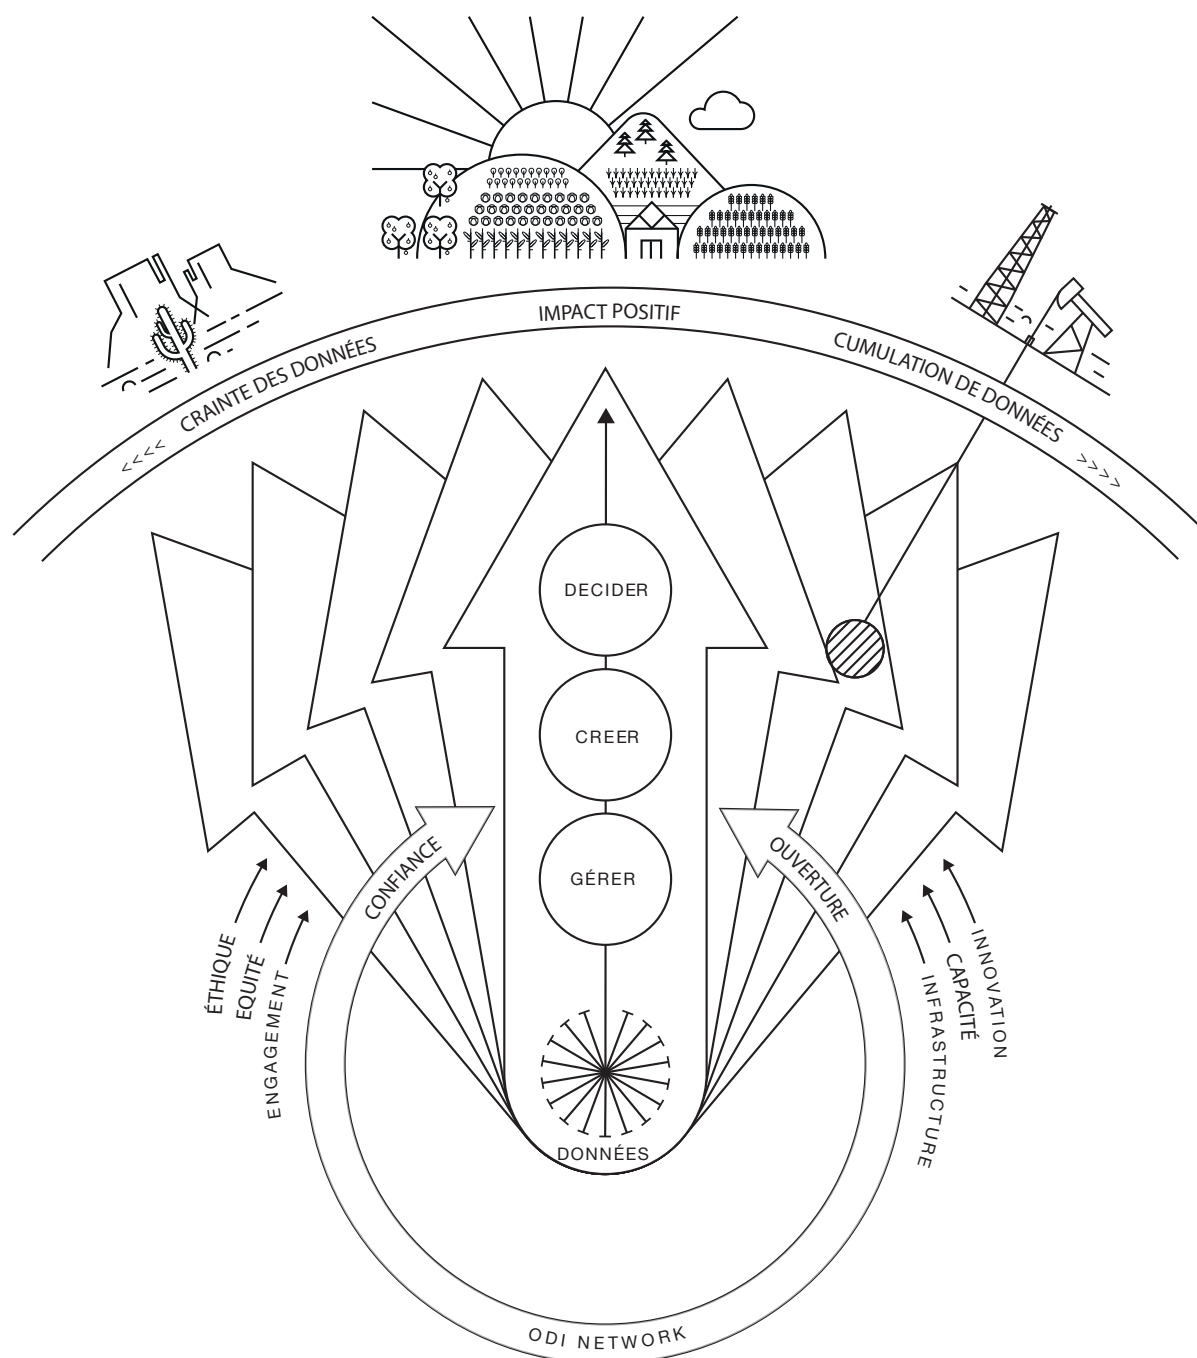 IMPACT POSITIF
<<<< CRAINTE DES DONNÉES
CUMULATION DE DONNÉES >>>>
DECIDER
CREER
GÉRER
CONFIANCE
OUVERTURE
ÉTHIQUE
EQUITÉ
ENGAGEMENT
INNOVATION
CAPACITÉ
INFRASTRUCTURE
DONNÉES
ODI NETWORK